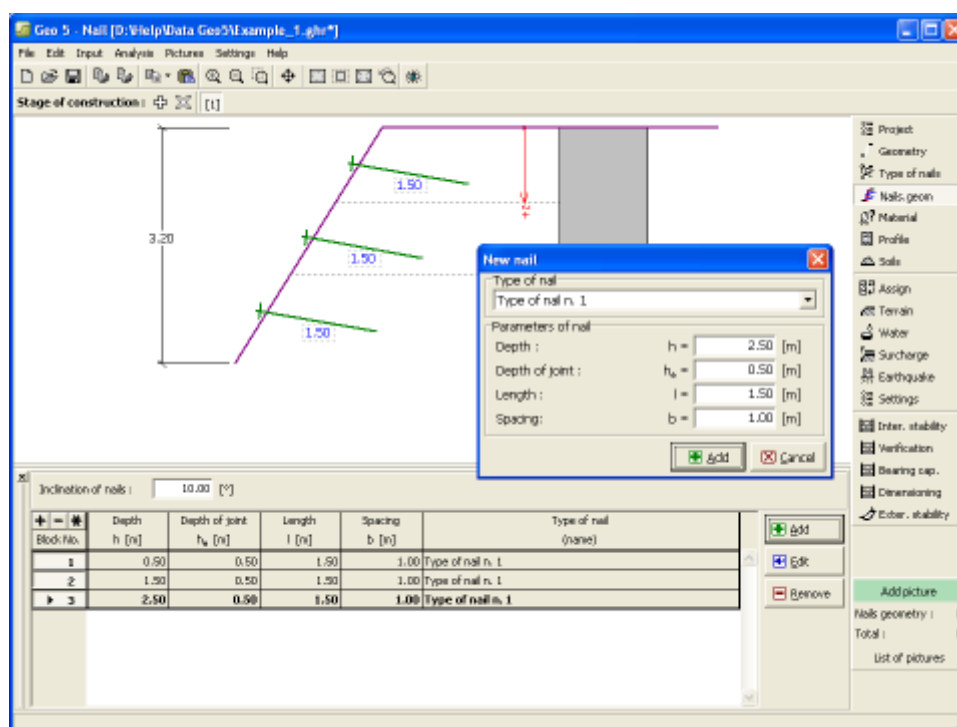 Geo 5 - Nail [D:\Help\Data Geo5\Example_1.ghr*]
File Edit Input Analysis Pictures Settings Help
Stage of construction : [1]
3.20
1.50
1.50
1.50
+z
New nail
Type of nail
Type of nail n. 1
Parameters of nail
Depth : h = 2.50 [m]
Depth of joint : hₑ = 0.50 [m]
Length : l = 1.50 [m]
Spacing: b = 1.00 [m]
Add Cancel
Project
Geometry
Type of nails
Nails.geom
Material
Profile
Soils
Assign
Terrain
Water
Surcharge
Earthquake
Settings
Inter. stability
Verification
Bearing cap.
Dimensioning
Exter. stability
Add picture
Nails geometry :
Total :
List of pictures
Inclination of nails : 10.00 [°]
Block No. Depth h [m] Depth of joint hₑ [m] Length l [m] Spacing b [m] Type of nail (name)
1 0.50 0.50 1.50 1.00 Type of nail n. 1
2 1.50 0.50 1.50 1.00 Type of nail n. 1
3 2.50 0.50 1.50 1.00 Type of nail n. 1
Add
Edit
Remove